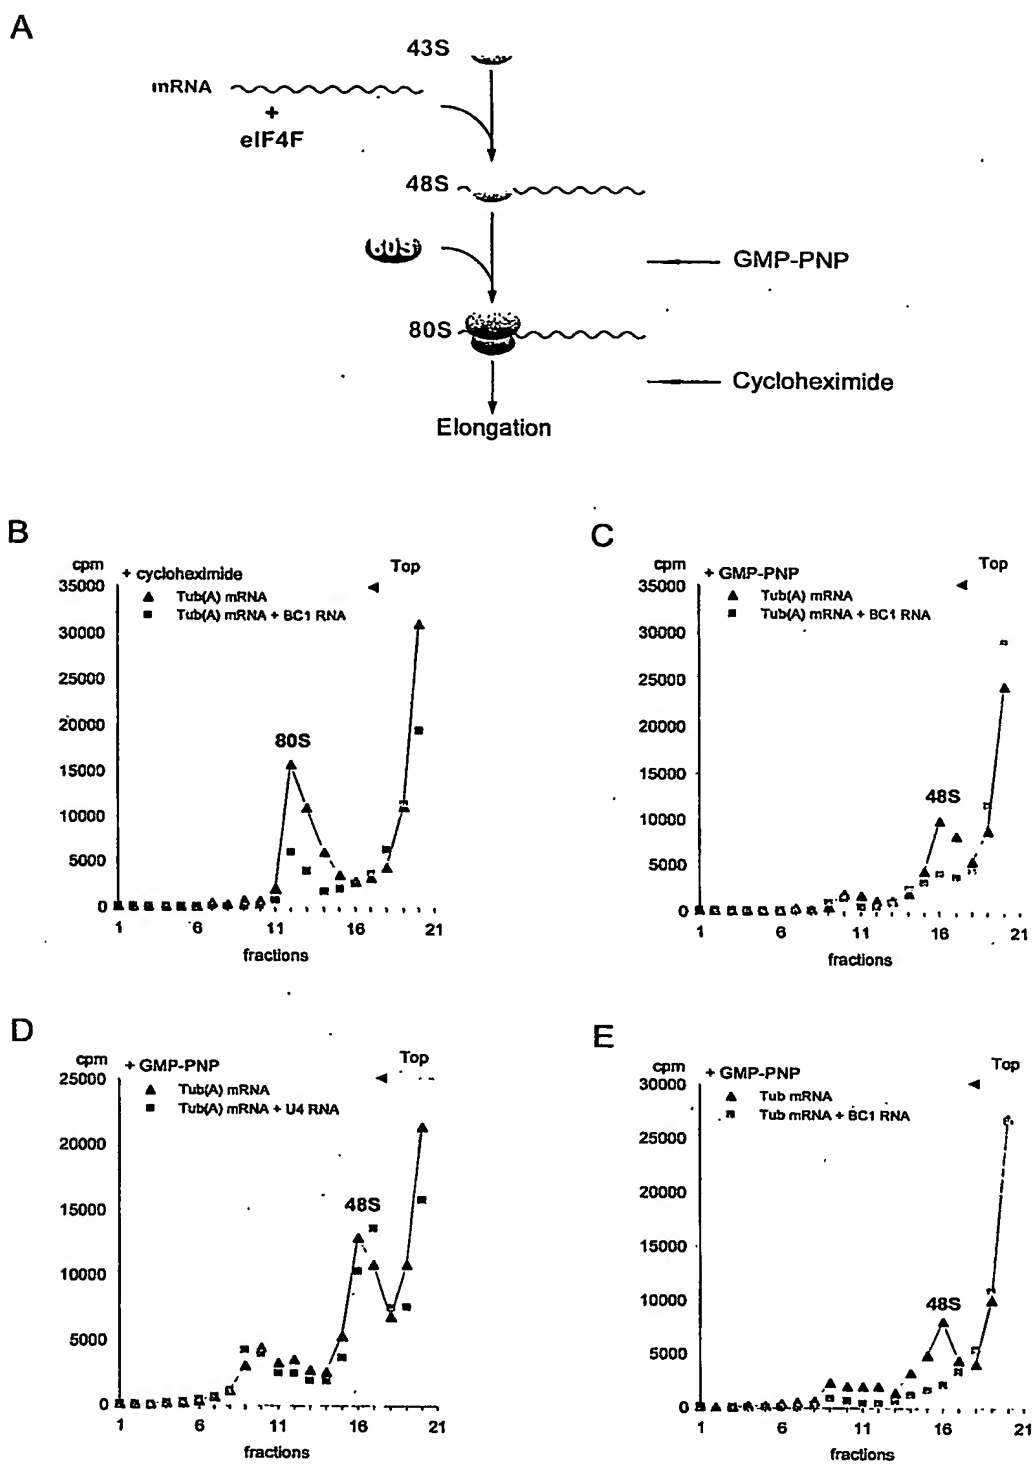 A
43S
mRNA
+
eIF4F
48S
60S
GMP-PNP
80S
Cycloheximide
Elongation
B
cpm
+ cycloheximide
Top
35000
Tub(A) mRNA
Tub(A) mRNA + BC1 RNA
30000
25000
20000
80S
15000
10000
5000
0
1 6 11 16 21
fractions
C
cpm
+ GMP-PNP
Top
35000
Tub(A) mRNA
Tub(A) mRNA + BC1 RNA
30000
25000
20000
15000
48S
10000
5000
0
1 6 11 16 21
fractions
D
cpm
+ GMP-PNP
Top
25000
Tub(A) mRNA
Tub(A) mRNA + U4 RNA
20000
48S
15000
10000
5000
0
1 6 11 16 21
fractions
E
cpm
+ GMP-PNP
Top
30000
Tub mRNA
Tub mRNA + BC1 RNA
25000
20000
15000
48S
10000
5000
0
1 6 11 16 21
fractions